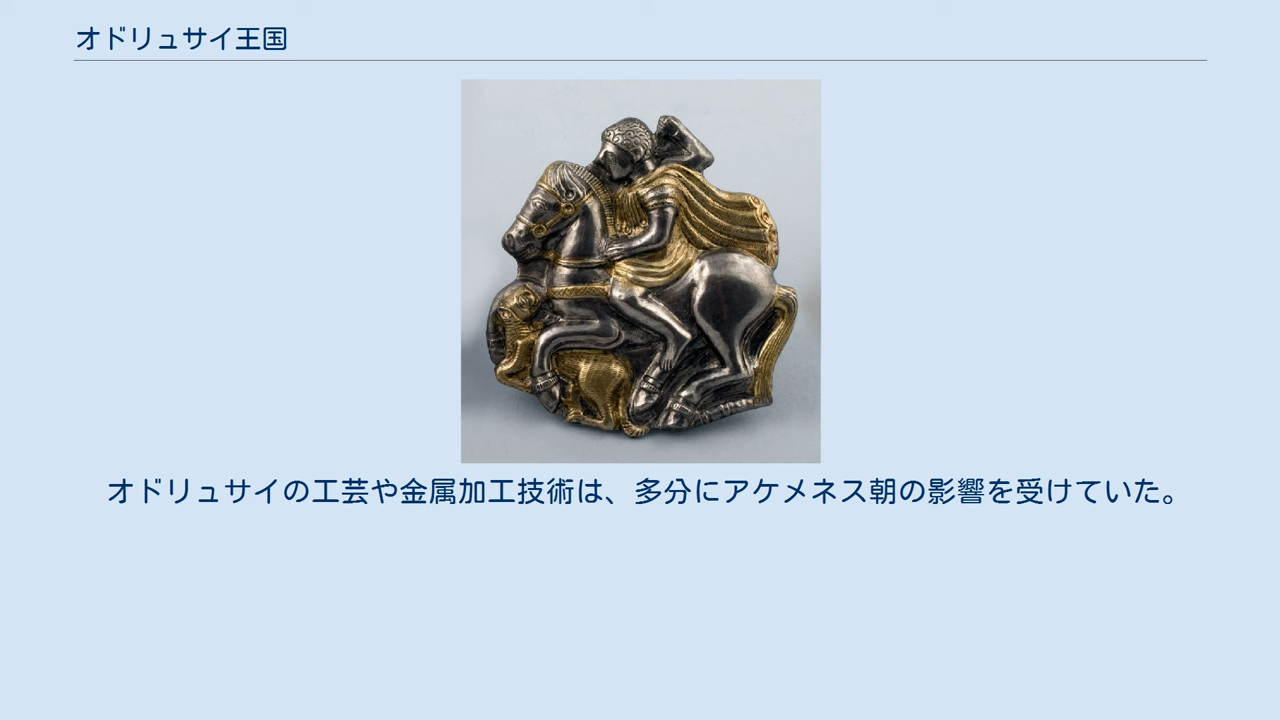 オドリュサイ王国
オドリュサイの工芸や金属加工技術は、多分にアケメネス朝の影響を受けていた。